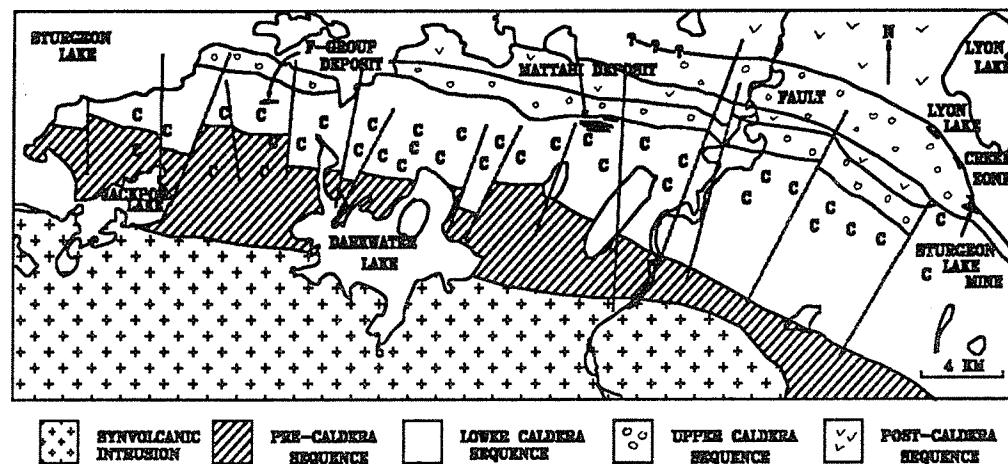 STURGEON
LAKE
F-GROUP
DEPOSIT
MATTABI DEPOSIT
? ? ?
N
LYON
LAKE
FAULT
LYON
LAKE
CREEK
ZONE
C C C C C
C C C C C C C C
C C C C C C C C C
C C C C C C C C
JACKPOT
LAKE
DARKWATER
LAKE
STURGEON
LAKE
MINE
4 KM
SYNVOLCANIC
INTRUSION
PRE-CALDERA
SEQUENCE
LOWER CALDERA
SEQUENCE
UPPER CALDERA
SEQUENCE
POST-CALDERA
SEQUENCE